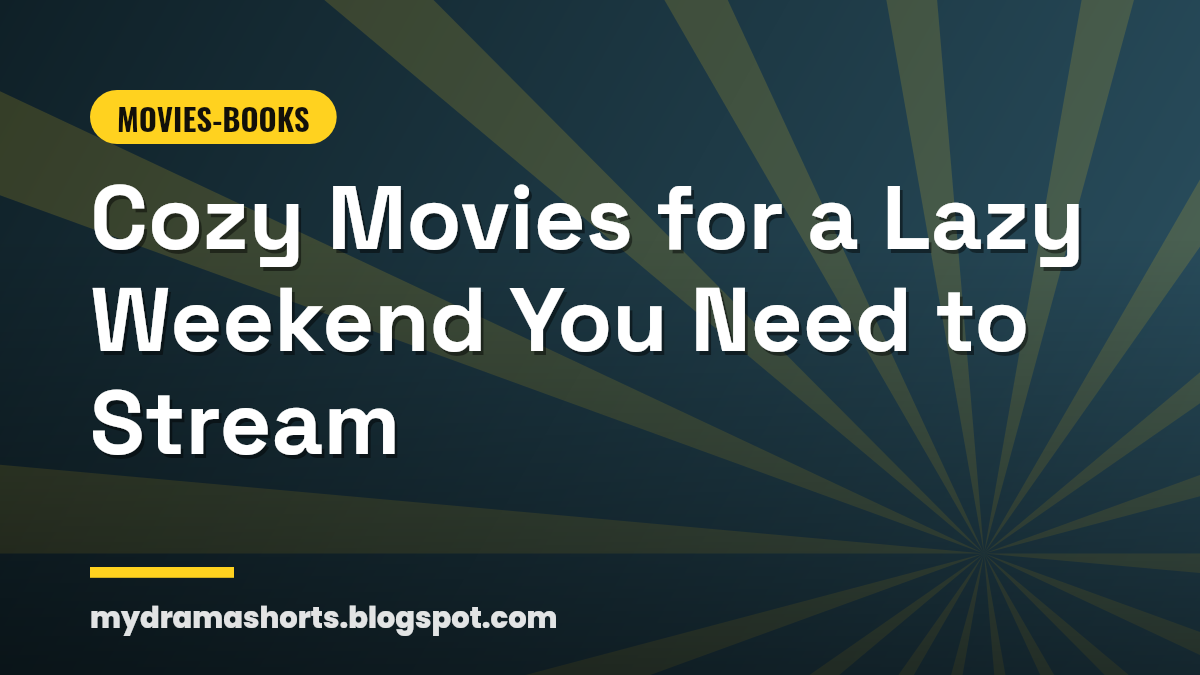 MOVIES-BOOKS
Cozy Movies for a Lazy
Weekend You Need to
Stream
mydramashorts.blogspot.com